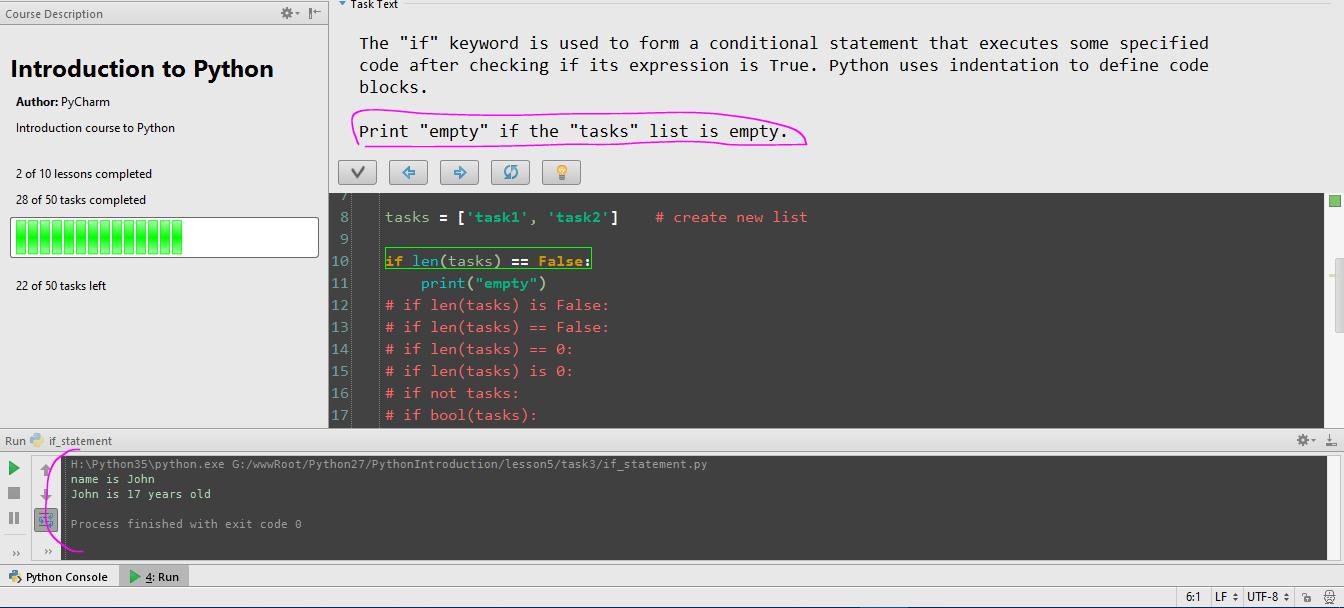 Course Description
Introduction to Python
Author: PyCharm
Introduction course to Python
2 of 10 lessons completed
28 of 50 tasks completed
22 of 50 tasks left
Task Text
The "if" keyword is used to form a conditional statement that executes some specified
code after checking if its expression is True. Python uses indentation to define code
blocks.
Print "empty" if the "tasks" list is empty.
7
8 tasks = ['task1', 'task2'] # create new list
9
10 if len(tasks) == False:
11 print("empty")
12 # if len(tasks) is False:
13 # if len(tasks) == False:
14 # if len(tasks) == 0:
15 # if len(tasks) is 0:
16 # if not tasks:
17 # if bool(tasks):
Run if_statement
H:\Python35\python.exe G:/wwwRoot/Python27/PythonIntroduction/lesson5/task3/if_statement.py
name is John
John is 17 years old
Process finished with exit code 0
Python Console 4: Run
6:1 LF UTF-8